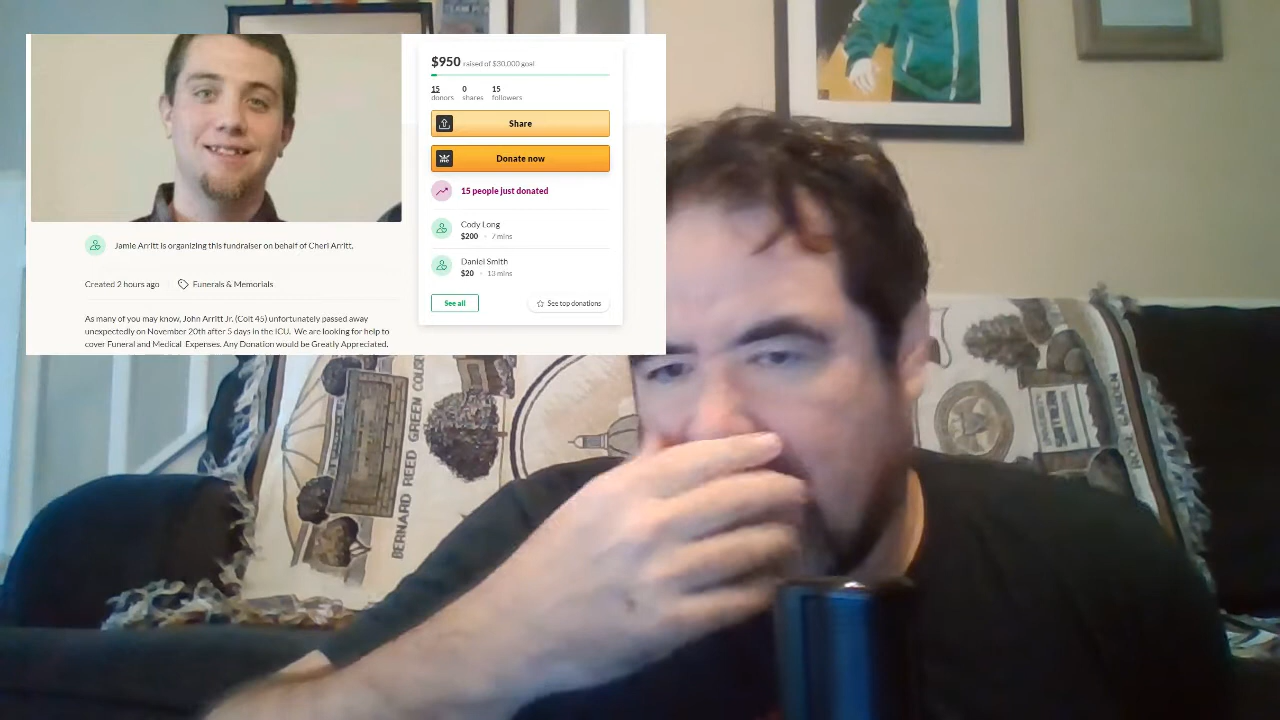 TEAM P
$950 raised of $30,000 goal
15 donors
0 shares
15 followers
Share
Donate now
15 people just donated
Cody Long
$200 · 7 mins
Daniel Smith
$20 · 13 mins
See all
See top donations
Jamie Arritt is organizing this fundraiser on behalf of Cheri Arritt.
Created 2 hours ago
Funerals & Memorials
As many of you may know, John Arritt Jr. (Colt 45) unfortunately passed away
unexpectedly on November 20th after 5 days in the ICU. We are looking for help to
cover Funeral and Medical Expenses. Any Donation would be Greatly Appreciated.
BERNARD REED GREEN COLIS
GARDEN